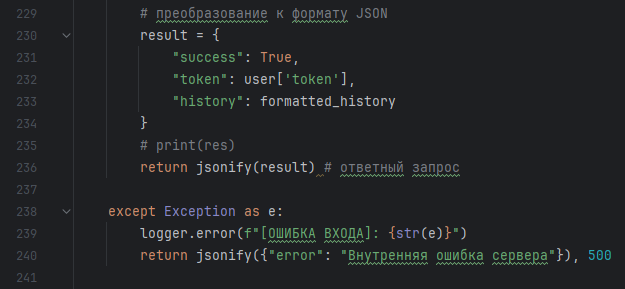 229 # преобразование к формату JSON
230 result = {
231 "success": True,
232 "token": user['token'],
233 "history": formatted_history
234 }
235 # print(res)
236 return jsonify(result) # ответный запрос
237
238 except Exception as e:
239 logger.error(f"[ОШИБКА ВХОДА]: {str(e)}")
240 return jsonify({"error": "Внутренняя ошибка сервера"}), 500
241